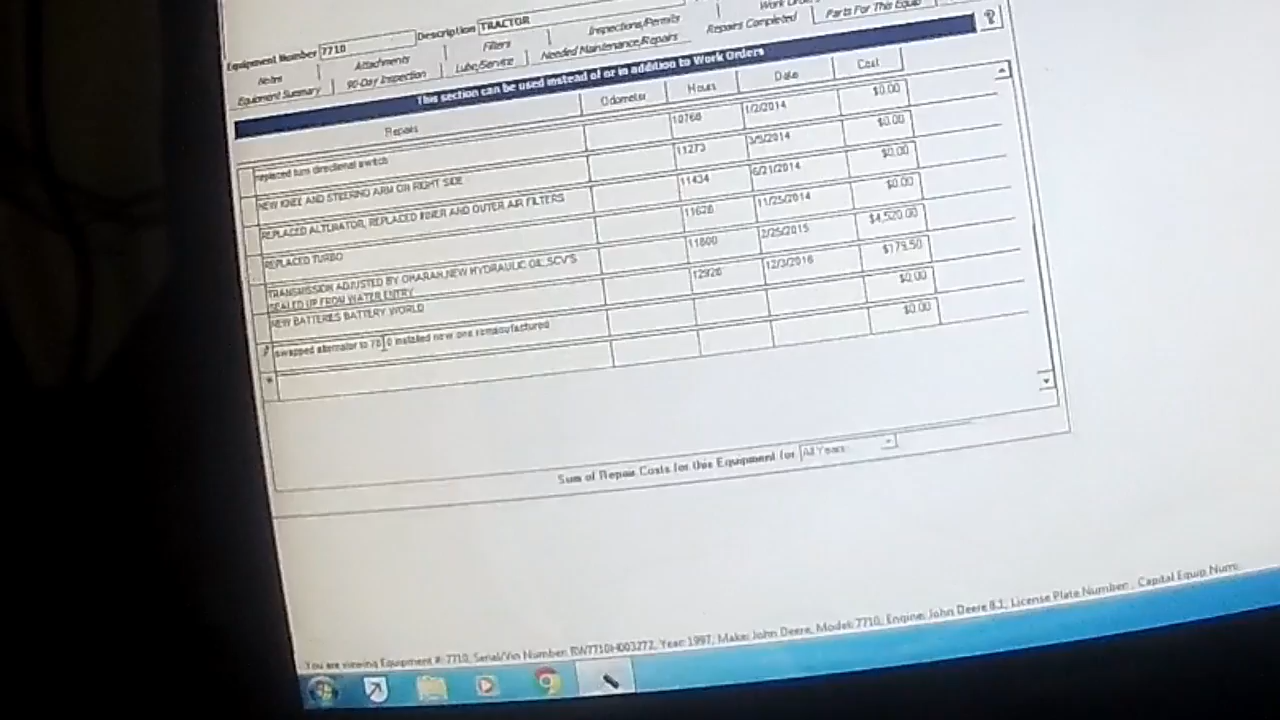 Equipment Number 7710 Description TRACTOR
Notes Attachments Filters Inspections/Permits
Equipment Summary 90-Day Inspection Lube/Service Needed Maintenance/Repairs Repairs Completed Parts For This Equip
This section can be used instead of or in addition to Work Orders
Repairs Odometer Hours Date Cost
replaced turn directional switch 10768 1/2/2014 $0.00
NEW KNEE AND STEERING ARM ON RIGHT SIDE 11273 3/5/2014 $0.00
REPLACED ALTERATOR, REPLACED INNER AND OUTER AIR FILTERS 11434 6/21/2014 $0.00
REPLACED TURBO 11628 11/25/2014 $0.00
TRANSMISSION ADJUSTED BY OHARAH,NEW HYDRAULIC OIL,SCV'S 11800 2/25/2015 $4,520.00
SEALED UP FROM WATER ENTRY
NEW BATTERIES BATTERY WORLD 12926 12/3/2016 $179.50
swapped alternator to installed new one remanufactured $0.00
$0.00
Sum of Repair Costs for this Equipment for All Years
You are viewing Equipment #: 7710, Serial/Vin Number: RW7710H003272, Year: 1997, Make: John Deere, Model: 7710, Engine: John Deere 8.1, License Plate Number: , Capital Equip Num: